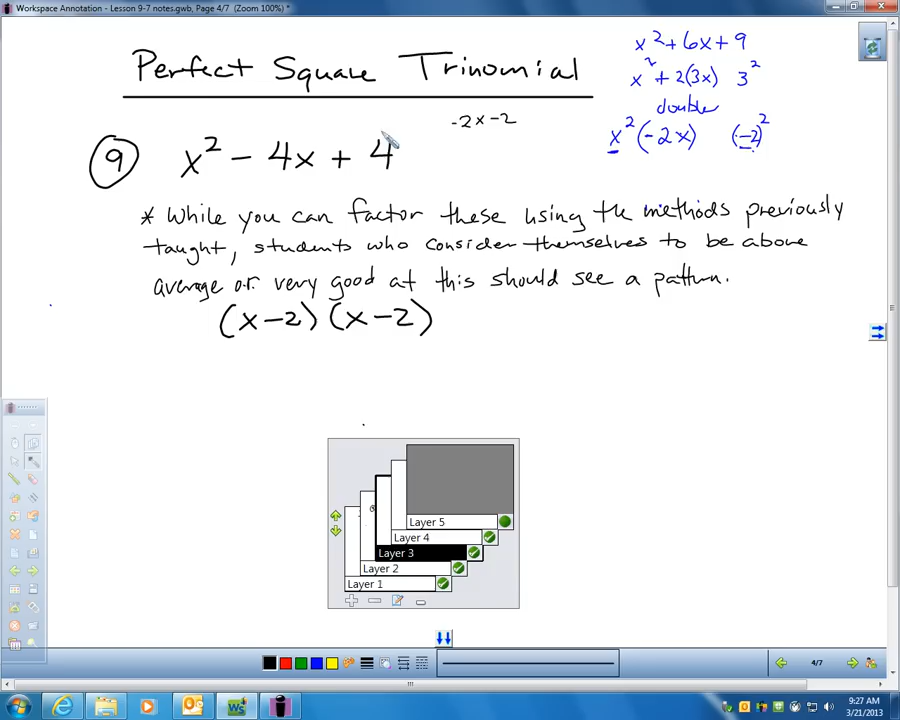 Workspace Annotation - Lesson 9-7 notes.gwb, Page 4/7 (Zoom 100%) *
Perfect Square Trinomial
x² + 6x + 9
x² + 2(3x) 3²
double
x² (-2x) (-2)²
-2 x -2
9 x² - 4x + 4
* While you can factor these using the methods previously
taught, students who consider themselves to be above
average or very good at this should see a pattern.
(x-2) (x-2)
Layer 5
Layer 4
Layer 3
Layer 2
Layer 1
4/7
9:27 AM
3/21/2013